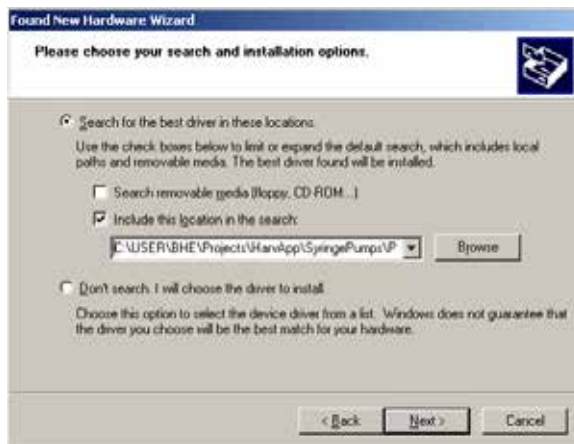 Found New Hardware Wizard
Please choose your search and installation options.
Search for the best driver in these locations.
Use the check boxes below to limit or expand the default search, which includes local
paths and removable media. The best driver found will be installed.
Search removable media (floppy, CD-ROM...)
Include this location in the search:
C:\USER\BHE\Projects\HarvApp\SyringePumps\P
Browse
Don't search. I will choose the driver to install.
Choose this option to select the device driver from a list. Windows does not guarantee that
the driver you choose will be the best match for your hardware.
< Back Next > Cancel